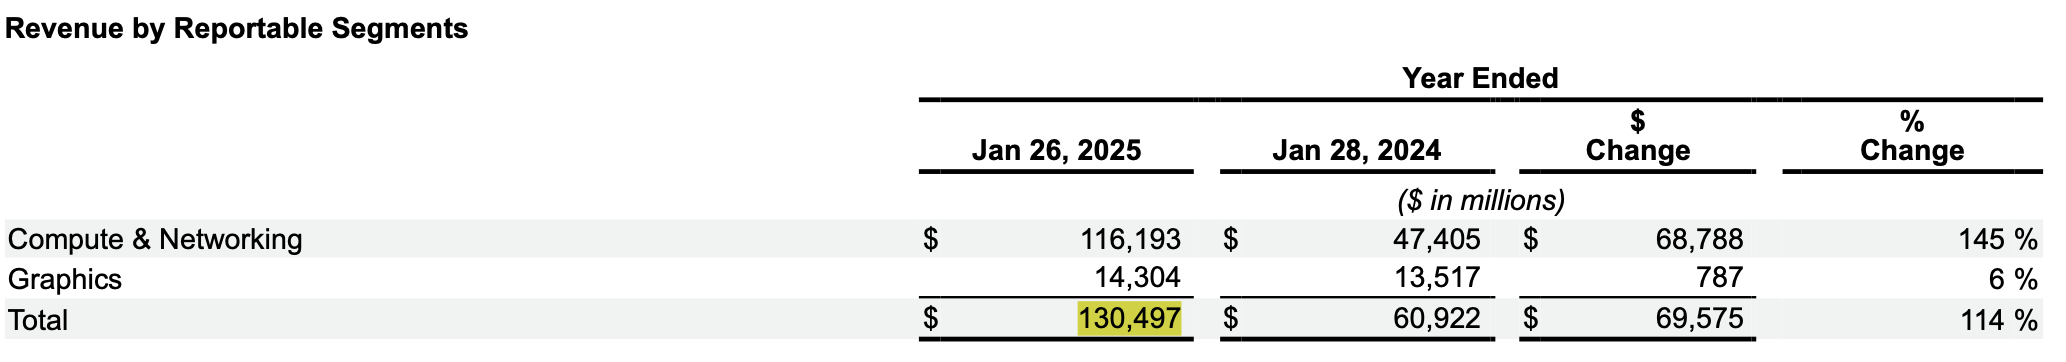 Revenue by Reportable Segments
Year Ended
Jan 26, 2025 Jan 28, 2024 $ Change % Change
($ in millions)
Compute & Networking $ 116,193 $ 47,405 $ 68,788 145 %
Graphics 14,304 13,517 787 6 %
Total $ 130,497 $ 60,922 $ 69,575 114 %